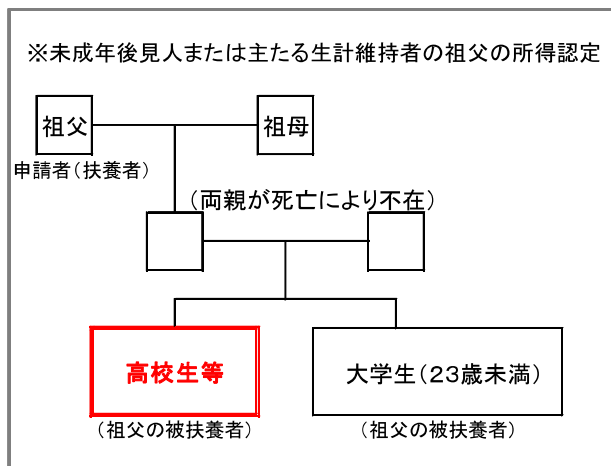 ※未成年後見人または主たる生計維持者の祖父の所得認定
祖父
祖母
申請者(扶養者)
(両親が死亡により不在)
高校生等
大学生(23歳未満)
(祖父の被扶養者)
(祖父の被扶養者)